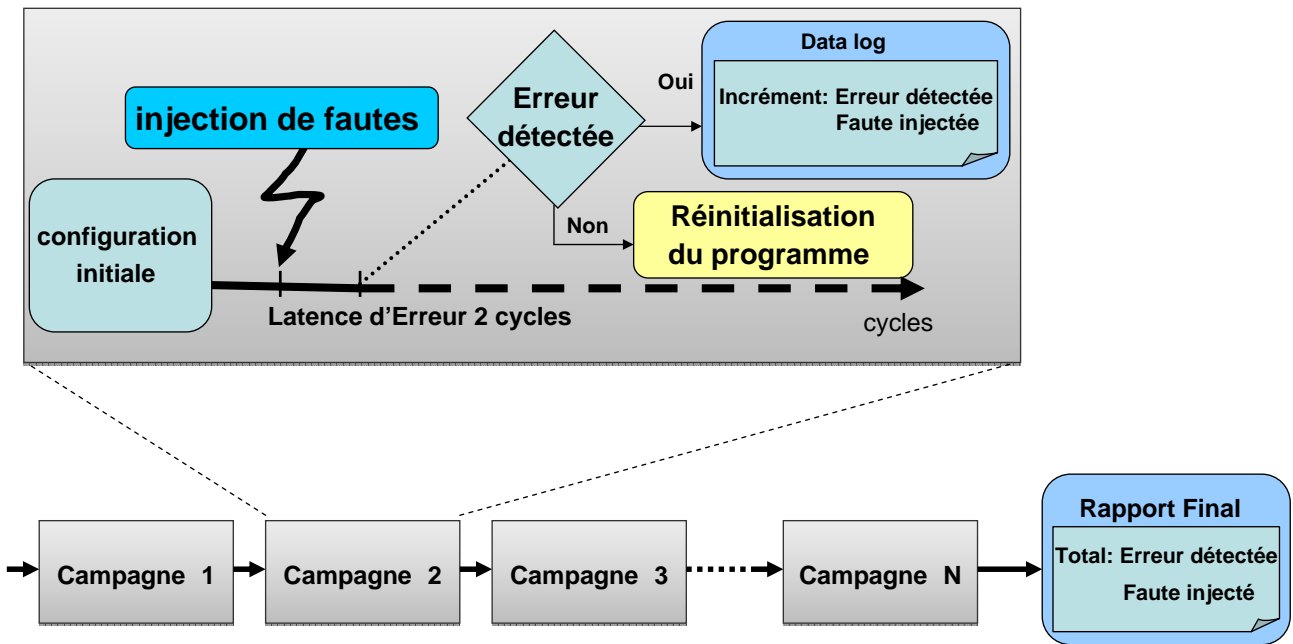 Data log
Oui
Incrément: Erreur détectée
Faute injectée
Erreur
détectée
injection de fautes
Non
Réinitialisation
du programme
configuration
initiale
Latence d'Erreur 2 cycles
cycles
Campagne 1
Campagne 2
Campagne 3
Campagne N
Rapport Final
Total: Erreur détectée
Faute injecté